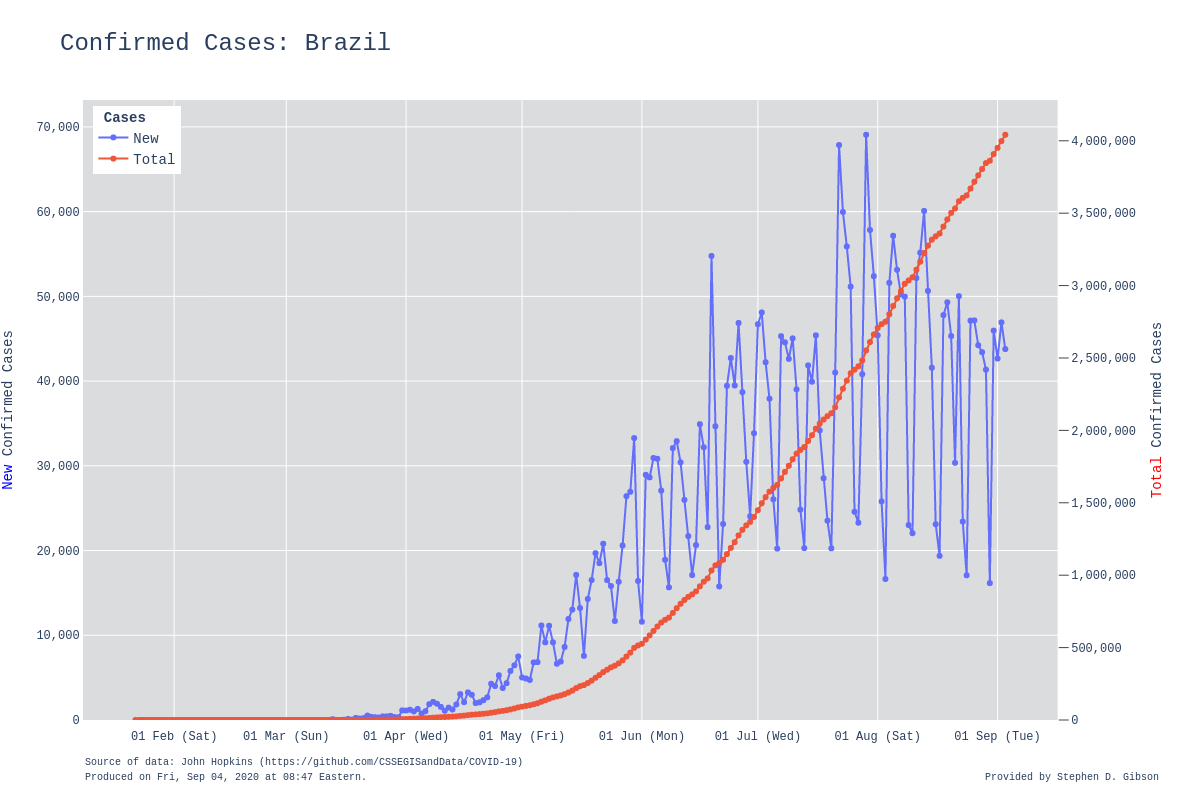 Confirmed Cases: Brazil
Cases
New
Total
70,000
60,000
50,000
40,000
30,000
20,000
10,000
0
New Confirmed Cases
4,000,000
3,500,000
3,000,000
2,500,000
2,000,000
1,500,000
1,000,000
500,000
0
Total Confirmed Cases
01 Feb (Sat) 01 Mar (Sun) 01 Apr (Wed) 01 May (Fri) 01 Jun (Mon) 01 Jul (Wed) 01 Aug (Sat) 01 Sep (Tue)
Source of data: John Hopkins (https://github.com/CSSEGISandData/COVID-19)
Produced on Fri, Sep 04, 2020 at 08:47 Eastern.
Provided by Stephen D. Gibson